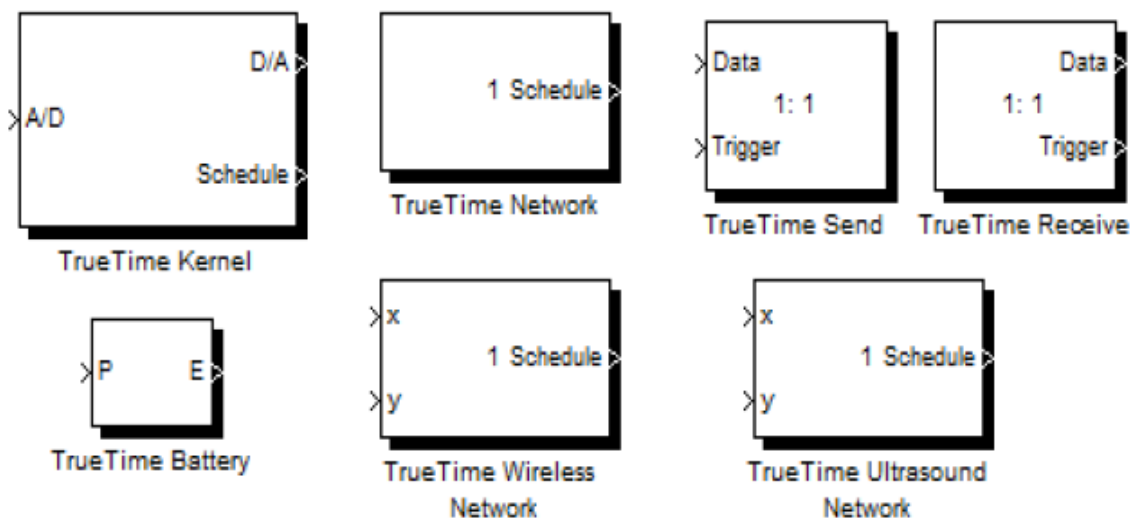 D/A
A/D
Schedule
TrueTime Kernel
1 Schedule
TrueTime Network
Data
1: 1
Trigger
TrueTime Send
Data
1: 1
Trigger
TrueTime Receive
P E
TrueTime Battery
x
1 Schedule
y
TrueTime Wireless
Network
x
1 Schedule
y
TrueTime Ultrasound
Network